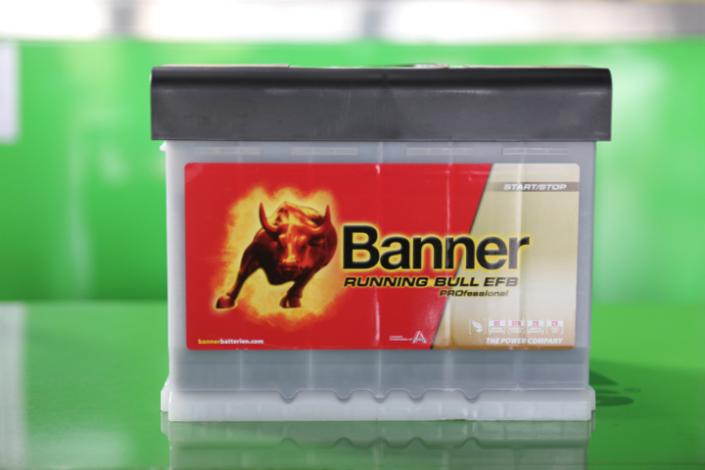 START/STOP
Banner
RUNNING BULL EFB
PROfessional
bannerbatterien.com
THE POWER COMPANY